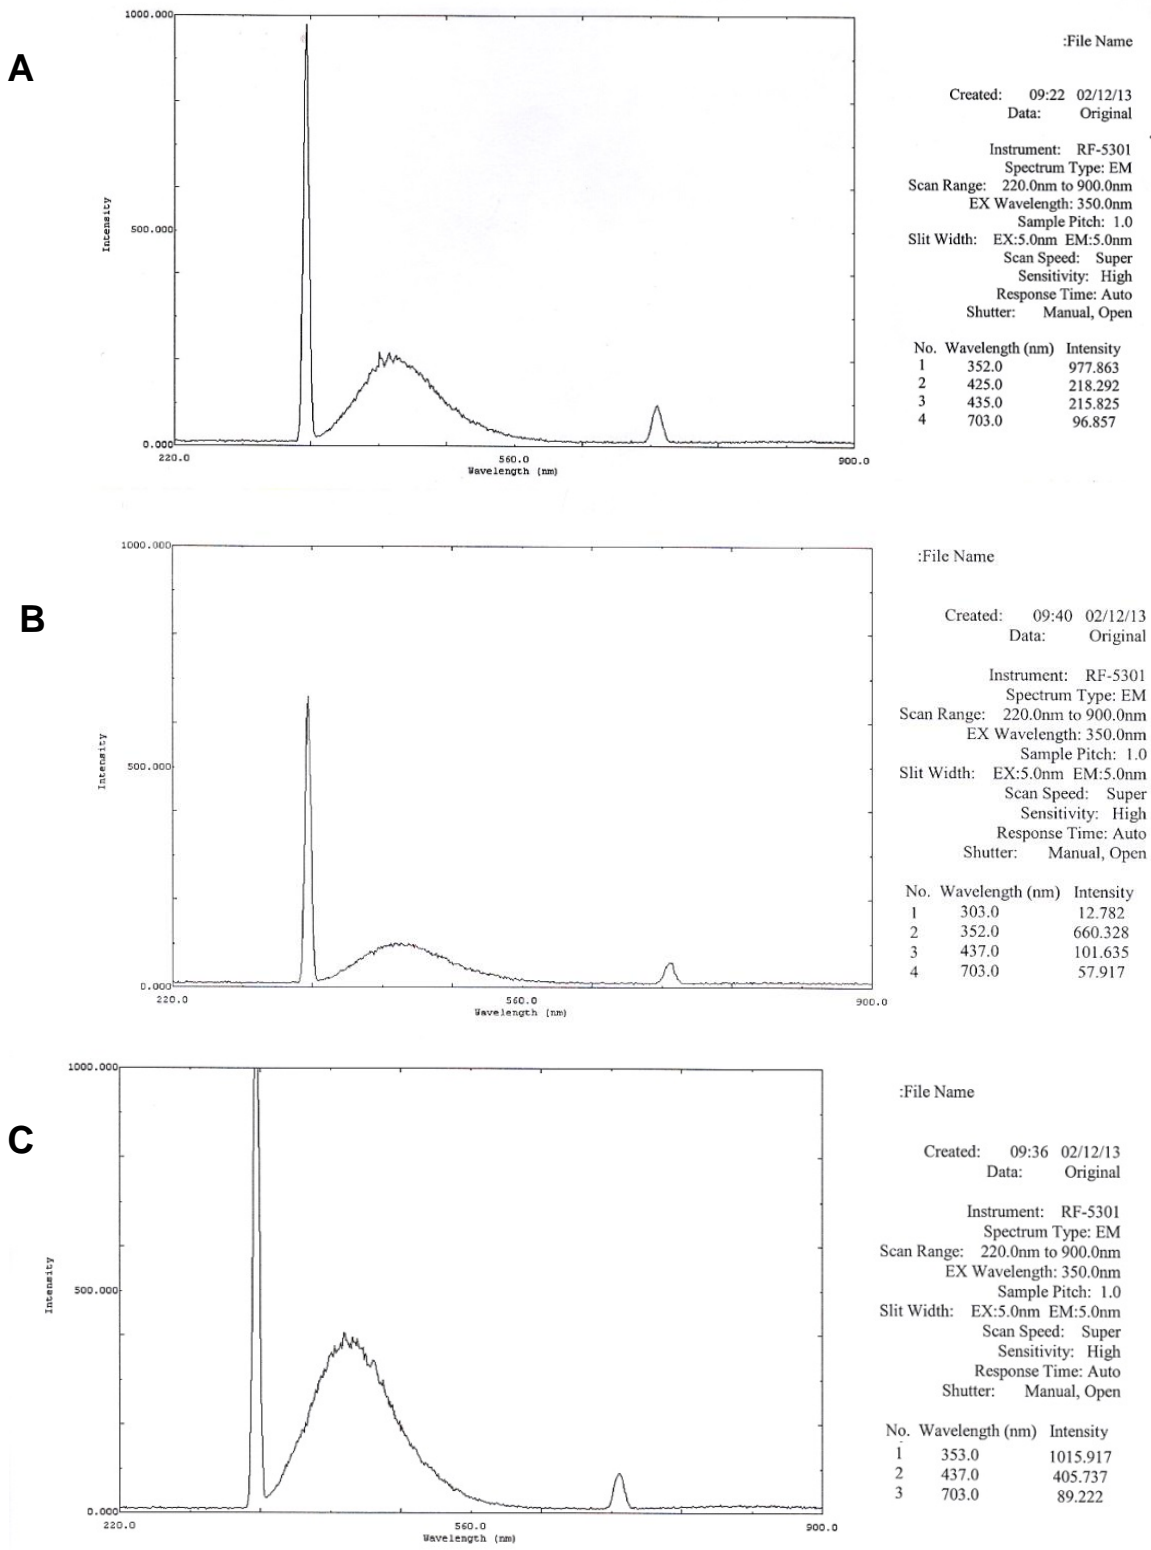 A
1000.000
500.000
0.000
Intensity
220.0
560.0
900.0
Wavelength (nm)
:File Name
Created: 09:22 02/12/13
Data: Original
Instrument: RF-5301
Spectrum Type: EM
Scan Range: 220.0nm to 900.0nm
EX Wavelength: 350.0nm
Sample Pitch: 1.0
Slit Width: EX:5.0nm EM:5.0nm
Scan Speed: Super
Sensitivity: High
Response Time: Auto
Shutter: Manual, Open
No. Wavelength (nm) Intensity
1 352.0 977.863
2 425.0 218.292
3 435.0 215.825
4 703.0 96.857
B
1000.000
500.000
0.000
Intensity
220.0
560.0
900.0
Wavelength (nm)
:File Name
Created: 09:40 02/12/13
Data: Original
Instrument: RF-5301
Spectrum Type: EM
Scan Range: 220.0nm to 900.0nm
EX Wavelength: 350.0nm
Sample Pitch: 1.0
Slit Width: EX:5.0nm EM:5.0nm
Scan Speed: Super
Sensitivity: High
Response Time: Auto
Shutter: Manual, Open
No. Wavelength (nm) Intensity
1 303.0 12.782
2 352.0 660.328
3 437.0 101.635
4 703.0 57.917
C
1000.000
500.000
0.000
Intensity
220.0
560.0
900.0
Wavelength (nm)
:File Name
Created: 09:36 02/12/13
Data: Original
Instrument: RF-5301
Spectrum Type: EM
Scan Range: 220.0nm to 900.0nm
EX Wavelength: 350.0nm
Sample Pitch: 1.0
Slit Width: EX:5.0nm EM:5.0nm
Scan Speed: Super
Sensitivity: High
Response Time: Auto
Shutter: Manual, Open
No. Wavelength (nm) Intensity
1 353.0 1015.917
2 437.0 405.737
3 703.0 89.222